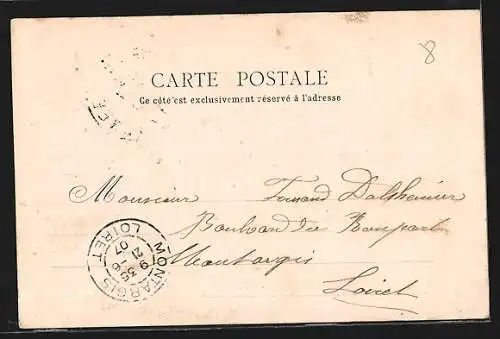 8
CARTE POSTALE
Ce côté est exclusivement réservé à l'adresse
Monsieur Fernand
Boulevard du Rempart
Montargis
Loiret
MONTARGIS
LOIRET
07